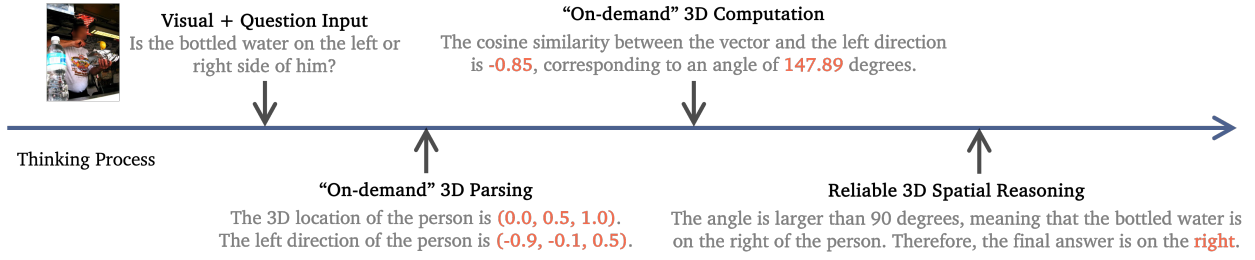 Visual + Question Input
Is the bottled water on the left or
right side of him?
“On-demand” 3D Computation
The cosine similarity between the vector and the left direction
is -0.85, corresponding to an angle of 147.89 degrees.
Thinking Process
“On-demand” 3D Parsing
The 3D location of the person is (0.0, 0.5, 1.0).
The left direction of the person is (-0.9, -0.1, 0.5).
Reliable 3D Spatial Reasoning
The angle is larger than 90 degrees, meaning that the bottled water is
on the right of the person. Therefore, the final answer is on the right.